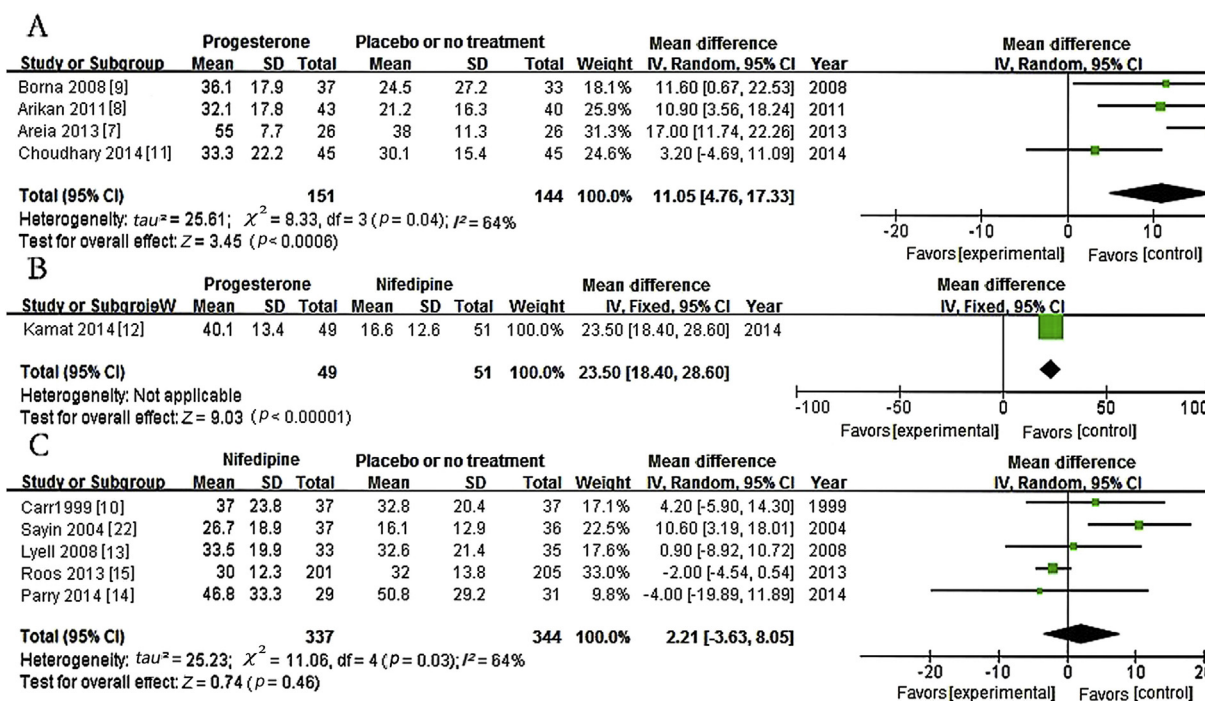 A
Progesterone Placebo or no treatment Mean difference Mean difference
Study or Subgroup Mean SD Total Mean SD Total Weight IV, Random, 95% CI Year IV, Random, 95% CI
Borna 2008 [9] 36.1 17.9 37 24.5 27.2 33 18.1% 11.60 [0.67, 22.53] 2008
Arikan 2011 [8] 32.1 17.8 43 21.2 16.3 40 25.9% 10.90 [3.56, 18.24] 2011
Areia 2013 [7] 55 7.7 26 38 11.3 26 31.3% 17.00 [11.74, 22.26] 2013
Choudhary 2014 [11] 33.3 22.2 45 30.1 15.4 45 24.6% 3.20 [-4.69, 11.09] 2014
Total (95% CI) 151 144 100.0% 11.05 [4.76, 17.33]
Heterogeneity: tau² = 25.61; χ² = 8.33, df = 3 (p = 0.04); I² = 64%
Test for overall effect: Z = 3.45 (p < 0.0006)
-20 -10 0 10
Favors [experimental] Favors [control]
B
Progesterone Nifedipine Mean difference Mean difference
Study or SubgroieW Mean SD Total Mean SD Total Weight IV, Fixed, 95% CI Year IV, Fixed, 95% CI
Kamat 2014 [12] 40.1 13.4 49 16.6 12.6 51 100.0% 23.50 [18.40, 28.60] 2014
Total (95% CI) 49 51 100.0% 23.50 [18.40, 28.60]
Heterogeneity: Not applicable
Test for overall effect: Z = 9.03 (p < 0.00001)
-100 -50 0 50 100
Favors [experimental] Favors [control]
C
Nifedipine Placebo or no treatment Mean difference Mean difference
Study or Subgroup Mean SD Total Mean SD Total Weight IV, Random, 95% CI Year IV, Random, 95% CI
Carr1999 [10] 37 23.8 37 32.8 20.4 37 17.1% 4.20 [-5.90, 14.30] 1999
Sayin 2004 [22] 26.7 18.9 37 16.1 12.9 36 22.5% 10.60 [3.19, 18.01] 2004
Lyell 2008 [13] 33.5 19.9 33 32.6 21.4 35 17.6% 0.90 [-8.92, 10.72] 2008
Roos 2013 [15] 30 12.3 201 32 13.8 205 33.0% -2.00 [-4.54, 0.54] 2013
Parry 2014 [14] 46.8 33.3 29 50.8 29.2 31 9.8% -4.00 [-19.89, 11.89] 2014
Total (95% CI) 337 344 100.0% 2.21 [-3.63, 8.05]
Heterogeneity: tau² = 25.23; χ² = 11.06, df = 4 (p = 0.03); I² = 64%
Test for overall effect: Z = 0.74 (p = 0.46)
-20 -10 0 10 20
Favors [experimental] Favors [control]